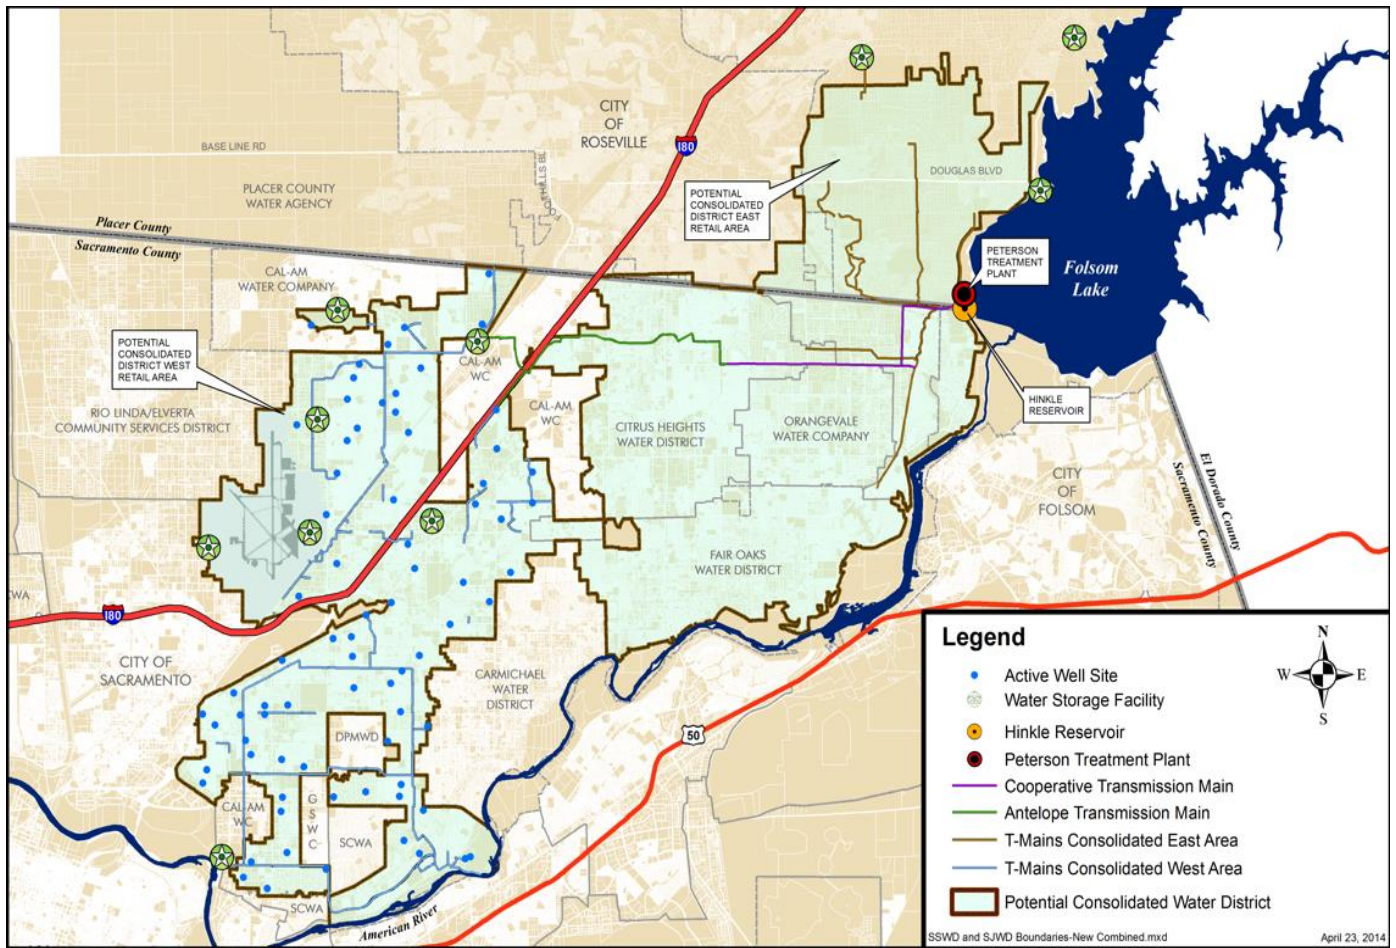 CITY
OF
ROSEVILLE
180
BASE LINE RD
FOOTHILLS BL
PLACER COUNTY
WATER AGENCY
POTENTIAL
CONSOLIDATED
DISTRICT EAST
RETAIL AREA
DOUGLAS BLVD
Placer County
Sacramento County
PETERSON
TREATMENT
PLANT
Folsom
Lake
CAL-AM
WATER COMPANY
POTENTIAL
CONSOLIDATED
DISTRICT WEST
RETAIL AREA
CAL-AM
WC
CAL-AM
WC
HINKLE
RESERVOIR
RIO LINDA/ELVERTA
COMMUNITY SERVICES DISTRICT
CITRUS HEIGHTS
WATER DISTRICT
ORANGEVALE
WATER COMPANY
CITY
OF
FOLSOM
El Dorado County
Sacramento County
FAIR OAKS
WATER DISTRICT
180
CITY OF
SACRAMENTO
CARMICHAEL
WATER
DISTRICT
50
DPMWD
CAL-AM
WC
G
S
W
C
SCWA
SCWA
American River
Legend
N
W
E
S
Active Well Site
Water Storage Facility
Hinkle Reservoir
Peterson Treatment Plant
Cooperative Transmission Main
Antelope Transmission Main
T-Mains Consolidated East Area
T-Mains Consolidated West Area
Potential Consolidated Water District
SSWD and SJWD Boundaries-New Combined.mxd
April 23, 2014